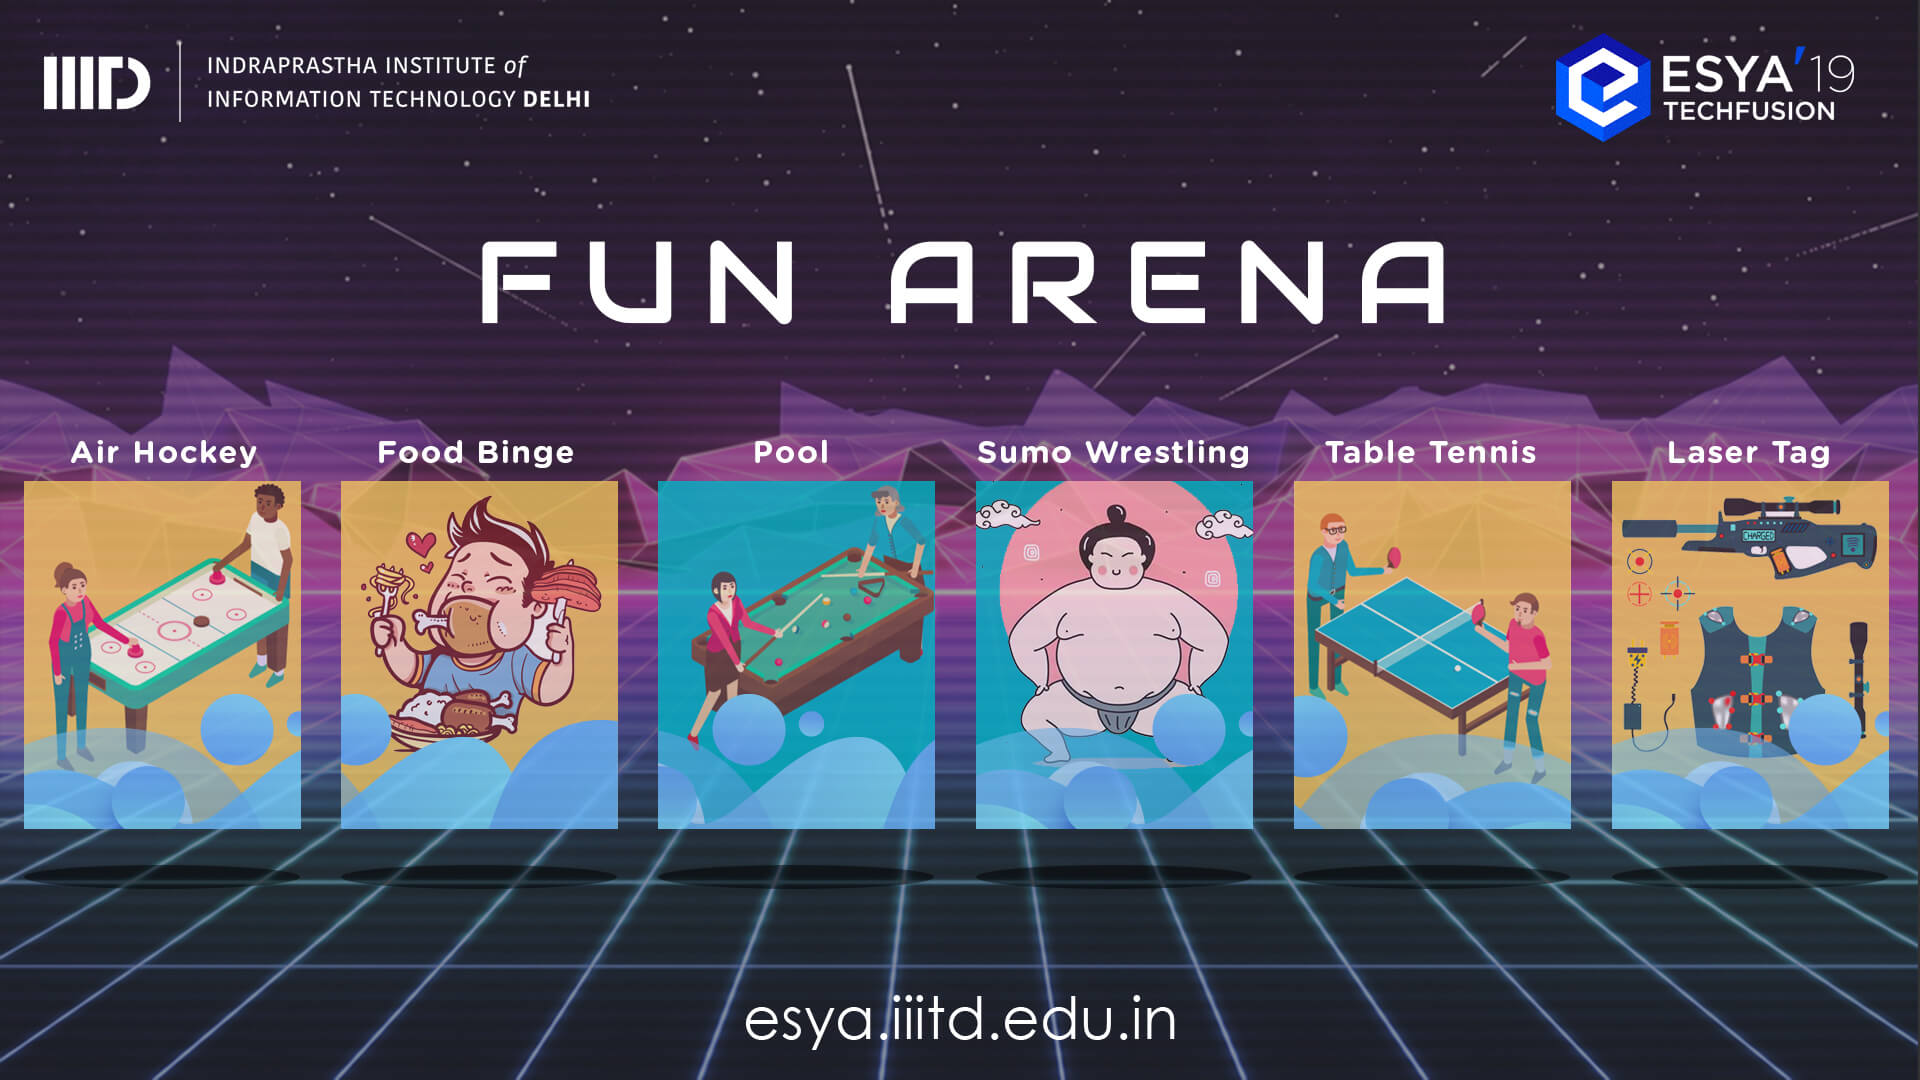 IIITD
INDRAPRASTHA INSTITUTE of
INFORMATION TECHNOLOGY DELHI
ESYA'19
TECHFUSION
FUN ARENA
Air Hockey
Food Binge
Pool
Sumo Wrestling
Table Tennis
Laser Tag
CHARGED
esya.iiitd.edu.in